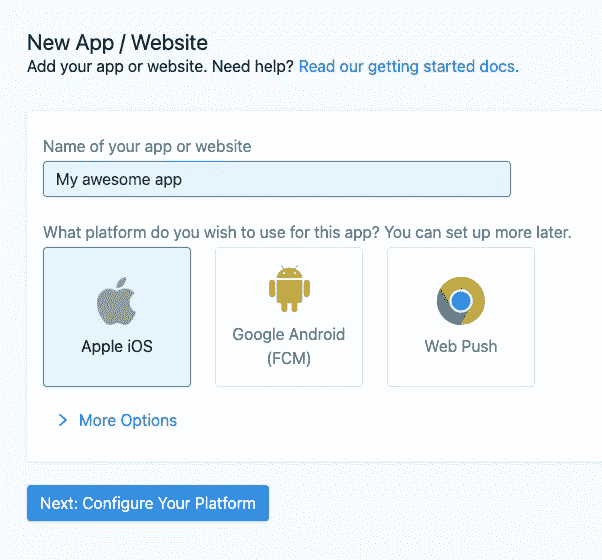 New App / Website
Add your app or website. Need help? Read our getting started docs.
Name of your app or website
My awesome app
What platform do you wish to use for this app? You can set up more later.
Apple iOS
Google Android
(FCM)
Web Push
More Options
Next: Configure Your Platform